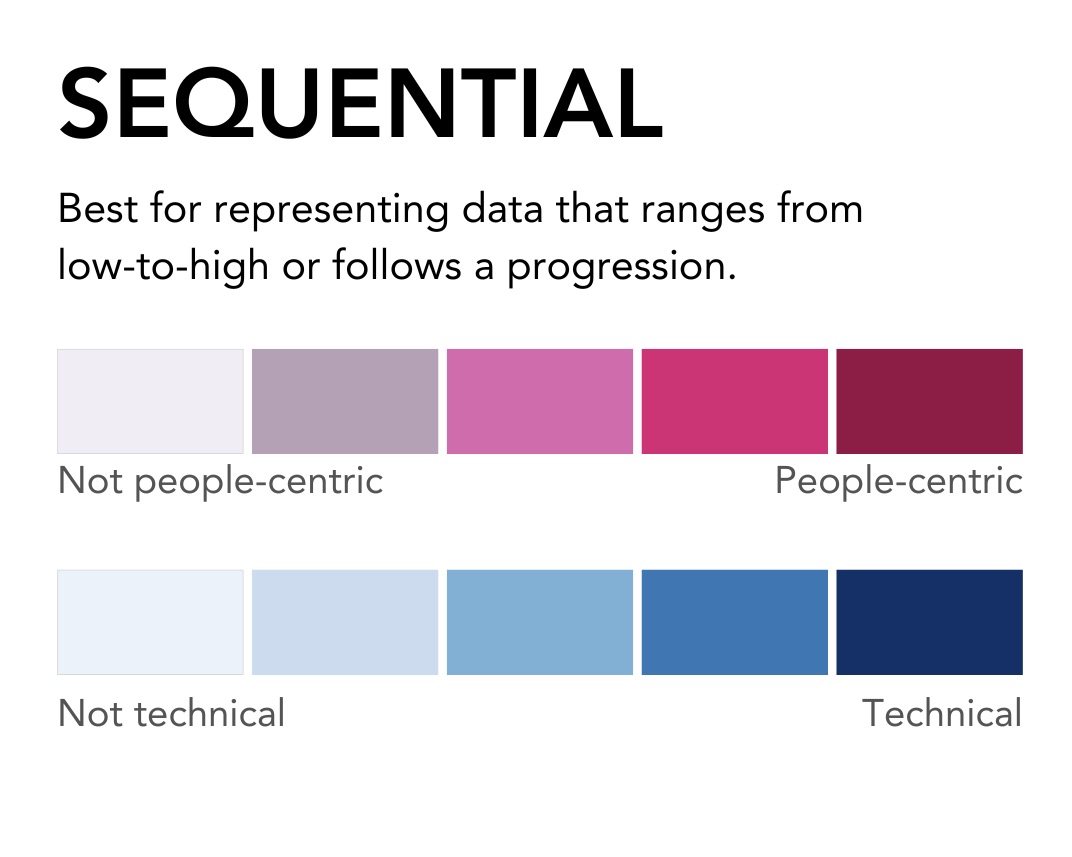 SEQUENTIAL
Best for representing data that ranges from
low-to-high or follows a progression.
Not people-centric
People-centric
Not technical
Technical